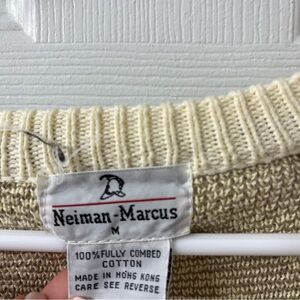 Neiman-Marcus
M
100% FULLY COMBED
COTTON
MADE IN HONG KONG
CARE SEE REVERSE